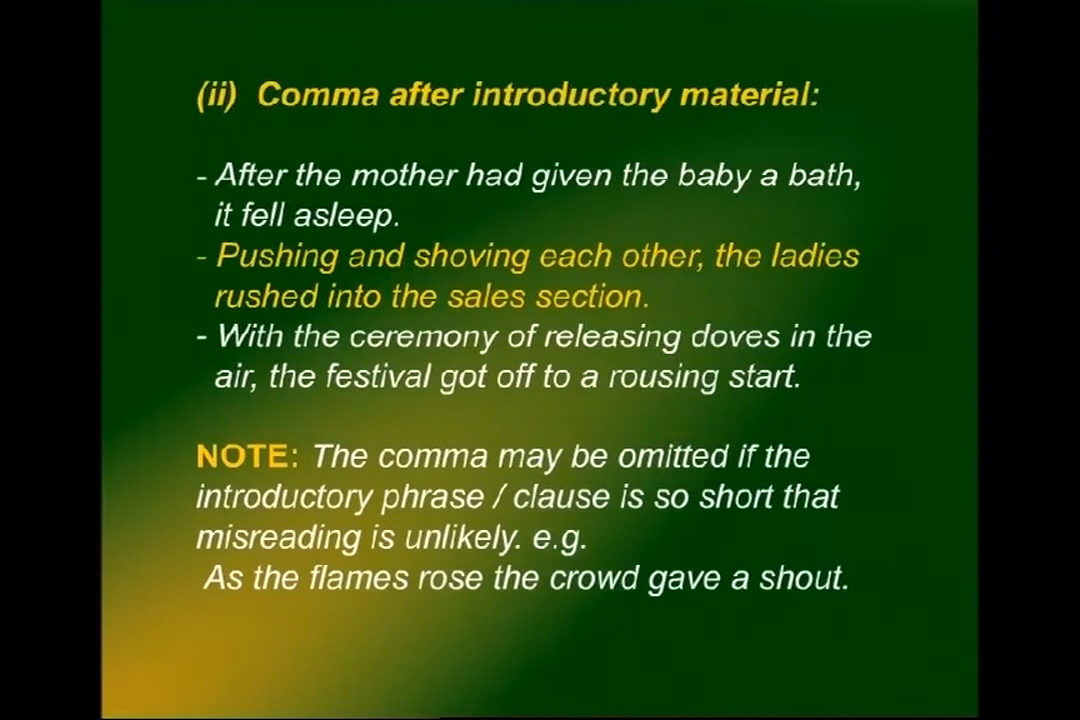 (ii) Comma after introductory material:
- After the mother had given the baby a bath,
it fell asleep.
- Pushing and shoving each other, the ladies
rushed into the sales section.
- With the ceremony of releasing doves in the
air, the festival got off to a rousing start.
NOTE: The comma may be omitted if the
introductory phrase / clause is so short that
misreading is unlikely. e.g.
As the flames rose the crowd gave a shout.